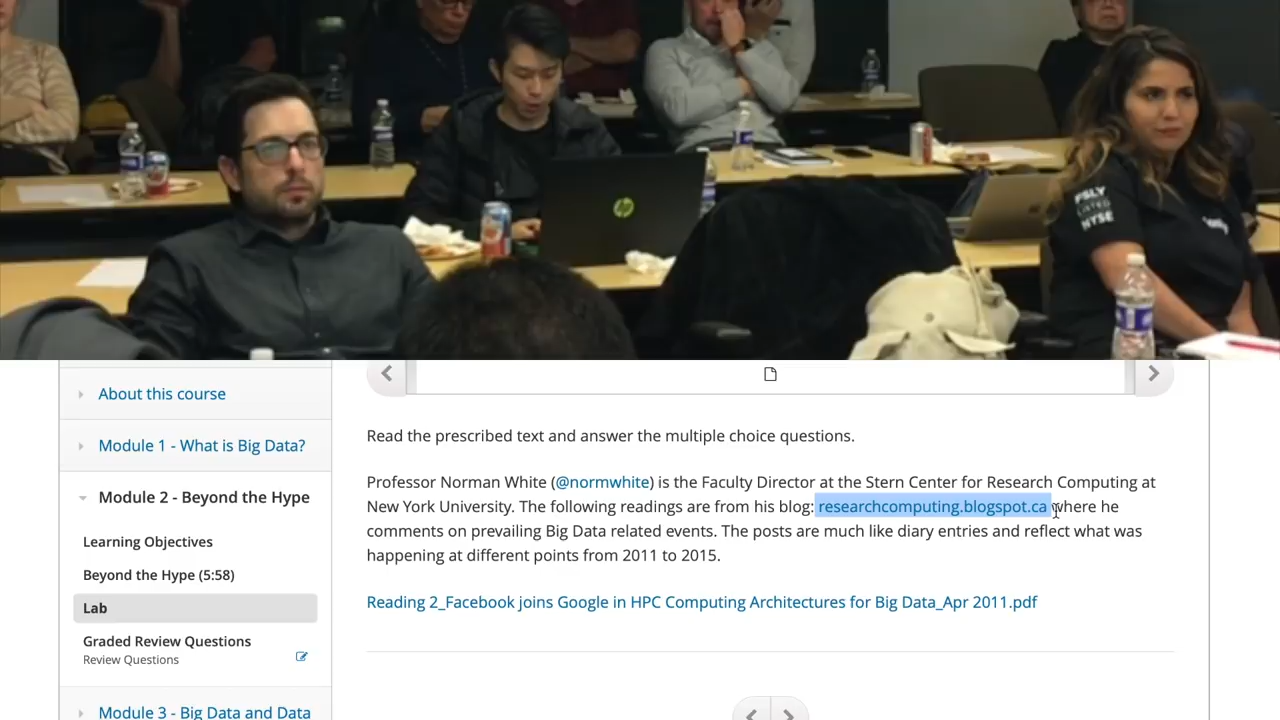 FSLY
LISTED
NYSE
hp
About this course
Module 1 - What is Big Data?
Module 2 - Beyond the Hype
Learning Objectives
Beyond the Hype (5:58)
Lab
Graded Review Questions
Review Questions
Module 3 - Big Data and Data
Read the prescribed text and answer the multiple choice questions.
Professor Norman White (@normwhite) is the Faculty Director at the Stern Center for Research Computing at
New York University. The following readings are from his blog: researchcomputing.blogspot.ca where he
comments on prevailing Big Data related events. The posts are much like diary entries and reflect what was
happening at different points from 2011 to 2015.
Reading 2_Facebook joins Google in HPC Computing Architectures for Big Data_Apr 2011.pdf